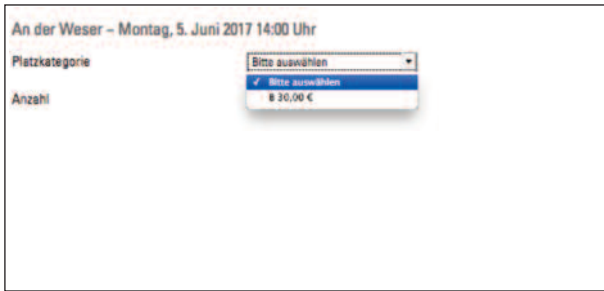 An der Weser – Montag, 5. Juni 2017 14:00 Uhr
Platzkategorie
Bitte auswählen
✓ Bitte auswählen
B 30,00 €
Anzahl